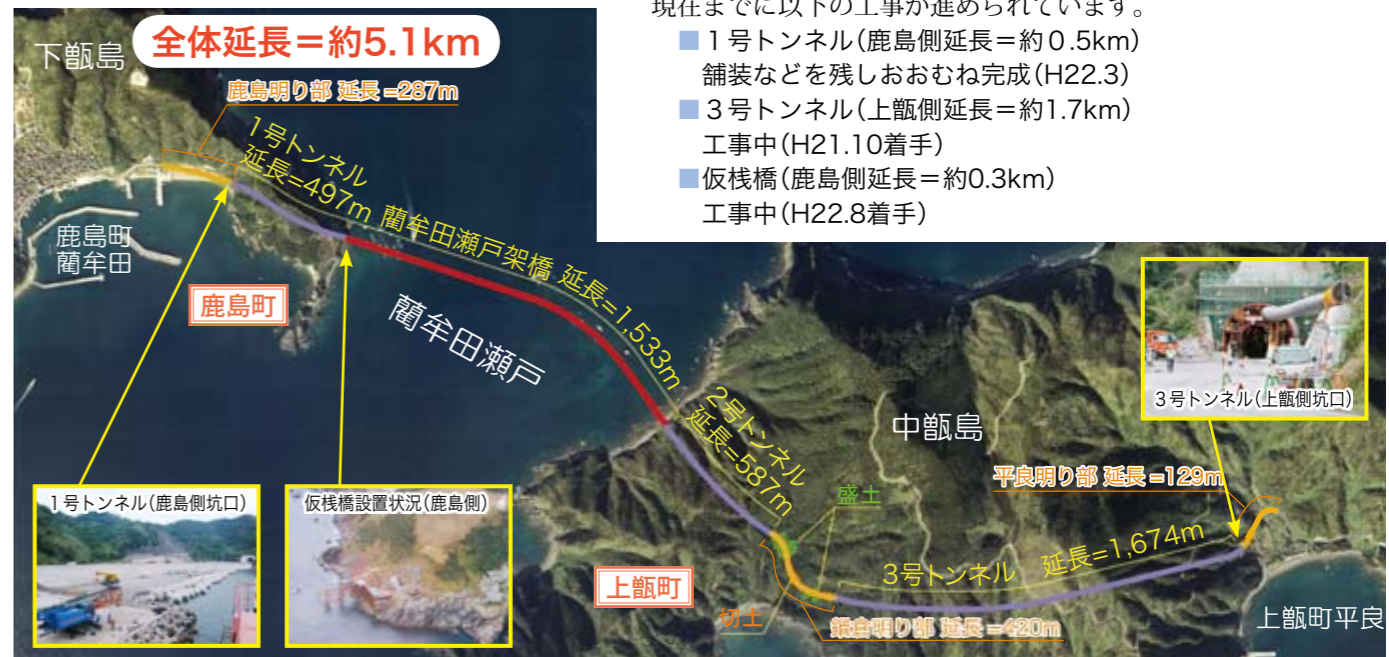 現在までに以下の工事が進められています。
■1号トンネル(鹿島側延長＝約0.5km)
舗装などを残しおおむね完成(H22.3)
■3号トンネル(上甑側延長＝約1.7km)
工事中(H21.10着手)
■仮桟橋(鹿島側延長＝約0.3km)
工事中(H22.8着手)
下甑島
全体延長＝約5.1km
鹿島明り部 延長=287m
1号トンネル
延長=497m
藺牟田瀬戸架橋 延長=1,533m
鹿島町
藺牟田
鹿島町
藺牟田瀬戸
2号トンネル
延長=587m
中甑島
3号トンネル(上甑側坑口)
平良明り部 延長=129m
盛土
1号トンネル(鹿島側坑口)
仮桟橋設置状況(鹿島側)
3号トンネル 延長=1,674m
上甑町
切土
明り部 延長=420m
上甑町平良